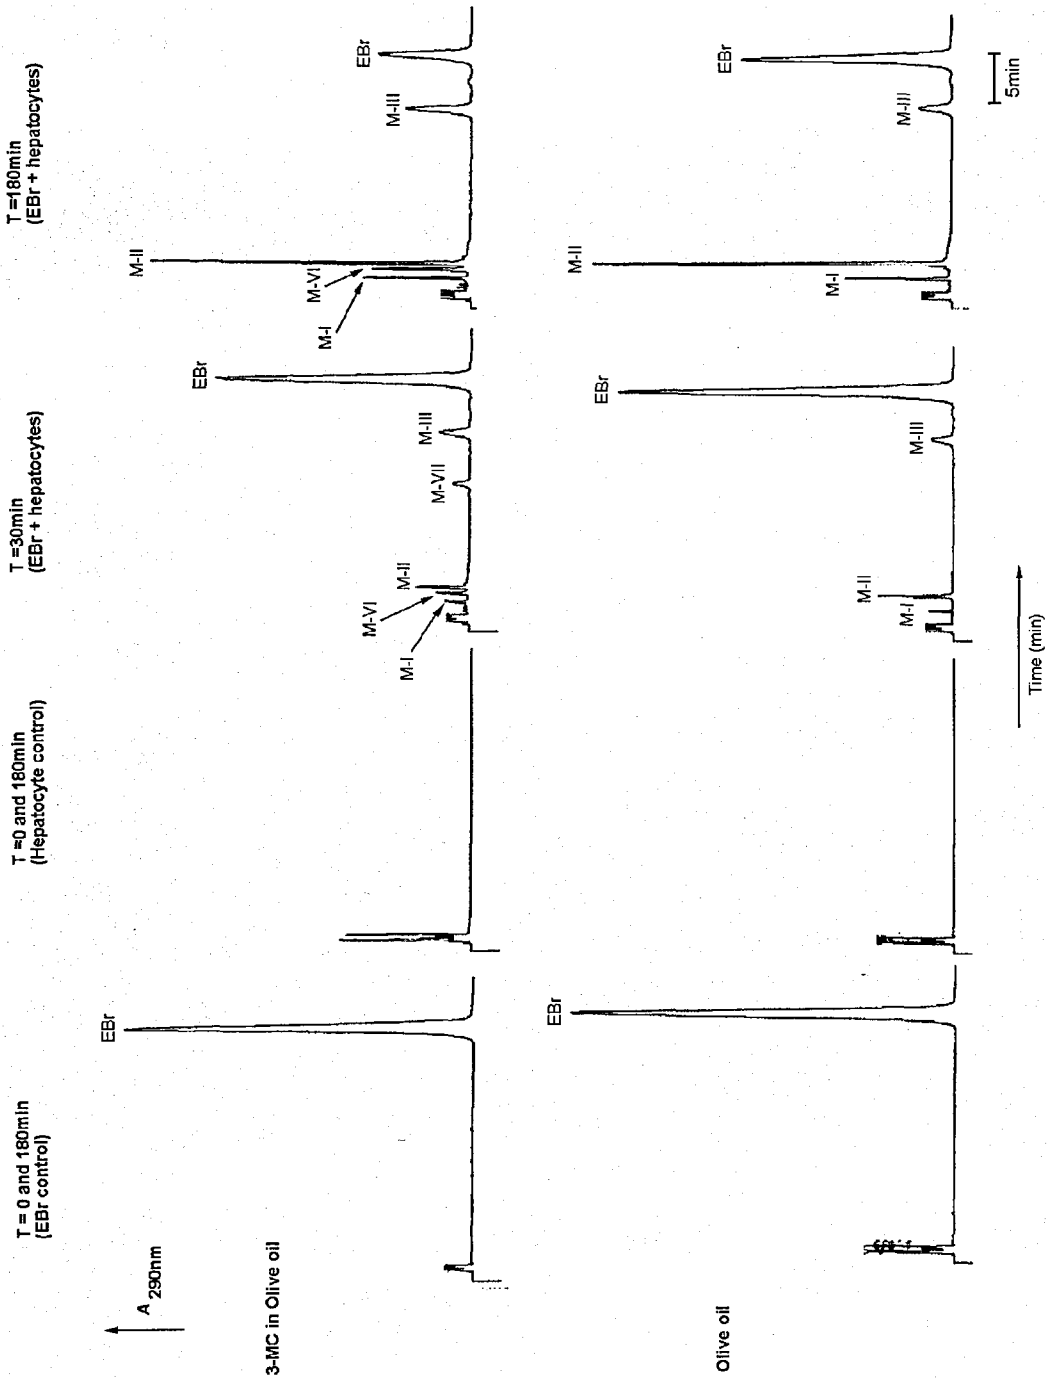 T = 0 and 180min
(EBr control)
T =0 and 180min
(Hepatocyte control)
T =30min
(EBr + hepatocytes)
T =180min
(EBr + hepatocytes)
A 290nm
3-MC in Olive oil
EBr
M-I
M-VI
M-II
M-VII
M-III
EBr
M-I
M-VI
M-II
M-III
EBr
Olive oil
EBr
M-I
M-II
M-III
EBr
M-I
M-II
M-III
EBr
Time (min)
5min